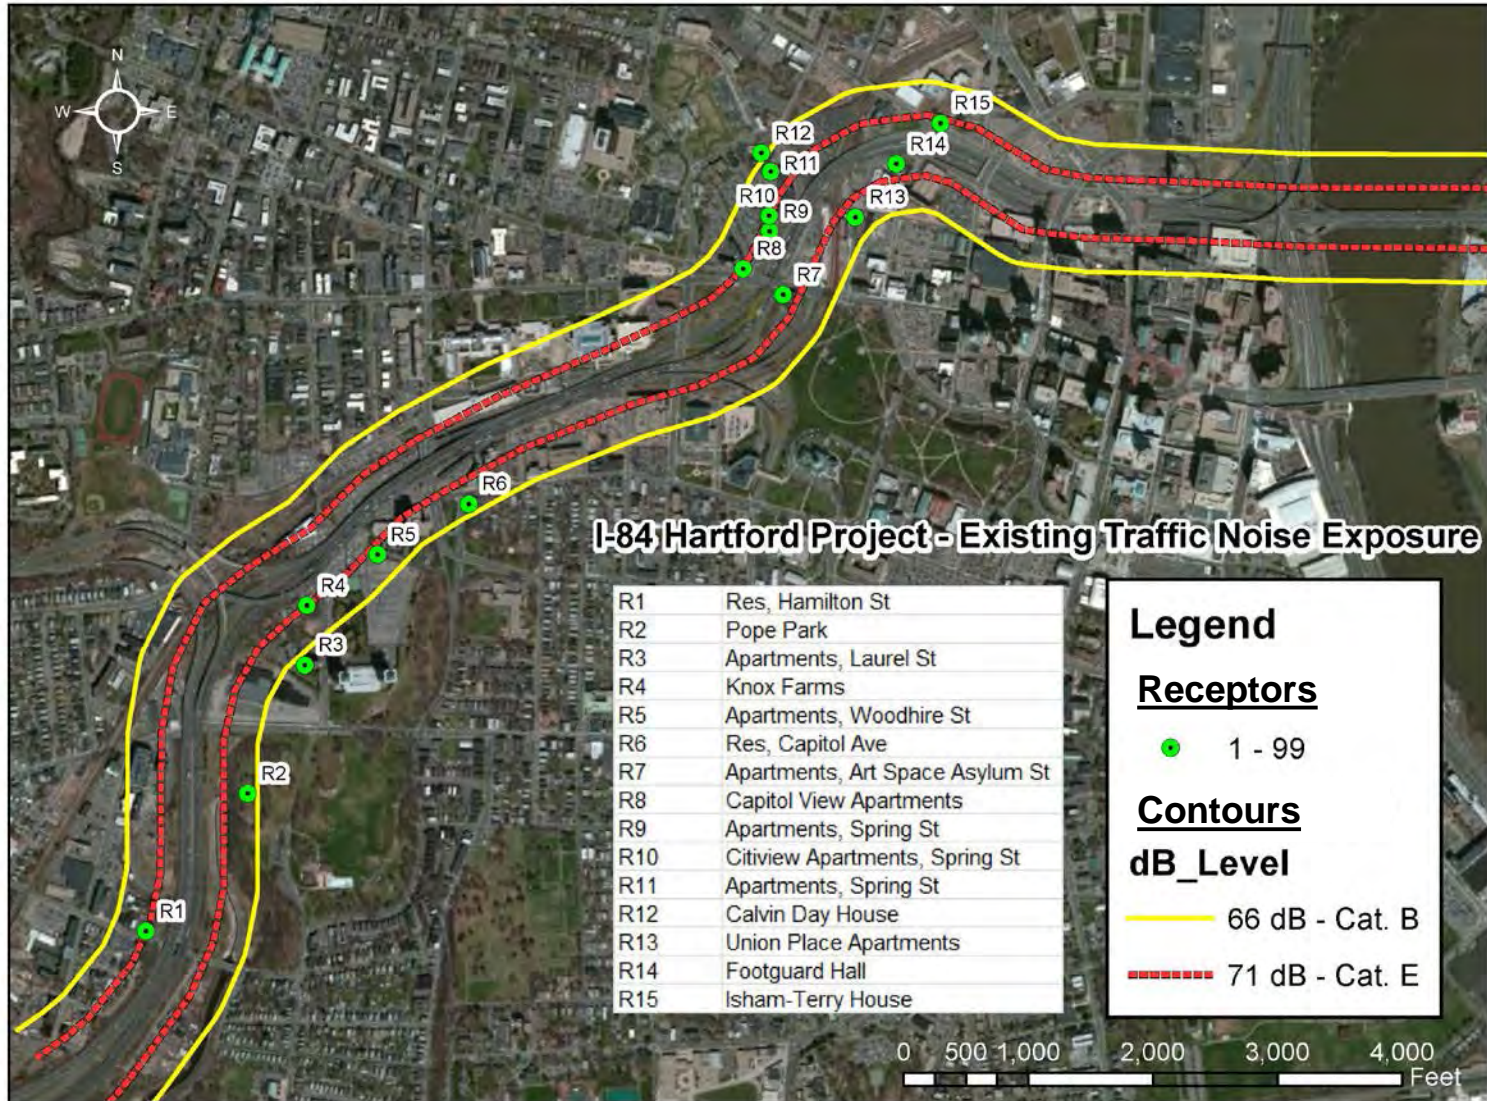 N
W E
S
R15
R12
R14
R11
R10
R9
R13
R8
R7
R6
R5
R4
R3
R2
R1
I-84 Hartford Project - Existing Traffic Noise Exposure
R1 Res, Hamilton St
R2 Pope Park
R3 Apartments, Laurel St
R4 Knox Farms
R5 Apartments, Woodhire St
R6 Res, Capitol Ave
R7 Apartments, Art Space Asylum St
R8 Capitol View Apartments
R9 Apartments, Spring St
R10 Citiview Apartments, Spring St
R11 Apartments, Spring St
R12 Calvin Day House
R13 Union Place Apartments
R14 Footguard Hall
R15 Isham-Terry House
Legend
Receptors
1 - 99
Contours
dB_Level
66 dB - Cat. B
71 dB - Cat. E
0 500 1,000 2,000 3,000 4,000
Feet